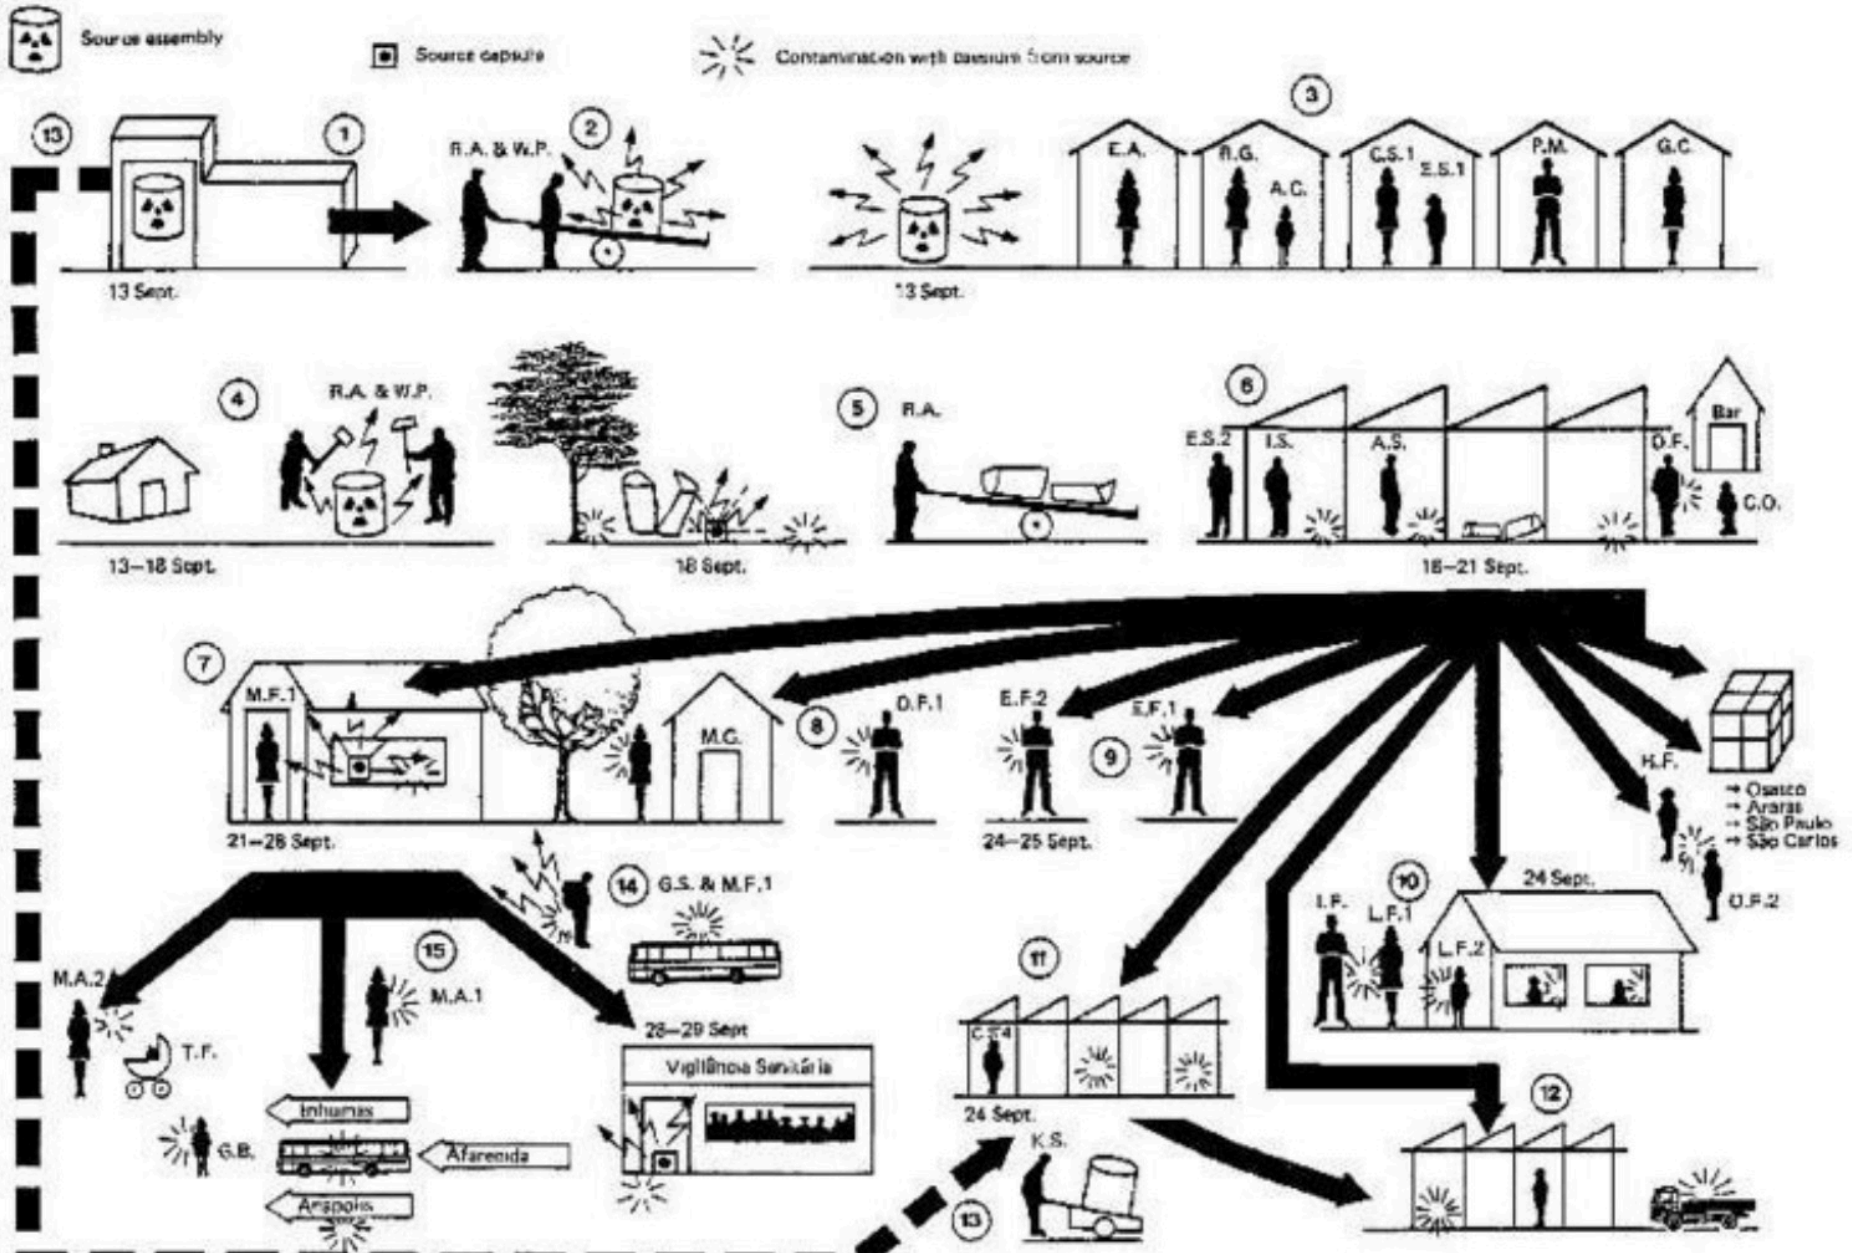 Source assembly
Source capsule
Contamination with caesium from source
13
1
2
3
R.A. & W.P.
E.A.
R.G.
A.C.
C.S.1
E.S.1
P.M.
G.C.
13 Sept.
13 Sept.
4
R.A. & W.P.
5
R.A.
6
E.S.2
I.S.
A.S.
D.F.
Bar
C.O.
13–18 Sept.
18 Sept.
18–21 Sept.
7
M.F.1
M.G.
8
O.F.1
E.F.2
9
E.F.1
K.F.
→ Osasco
→ Araras
→ São Paulo
→ São Carlos
21–28 Sept.
24–25 Sept.
14
G.S. & M.F.1
10
24 Sept.
I.F.
L.F.1
L.F.2
O.F.2
15
M.A.2
M.A.1
T.F.
28–29 Sept
Vigilância Sanitária
11
C.S.4
24 Sept.
12
Inhumas
G.B.
Anápolis
13
K.S.